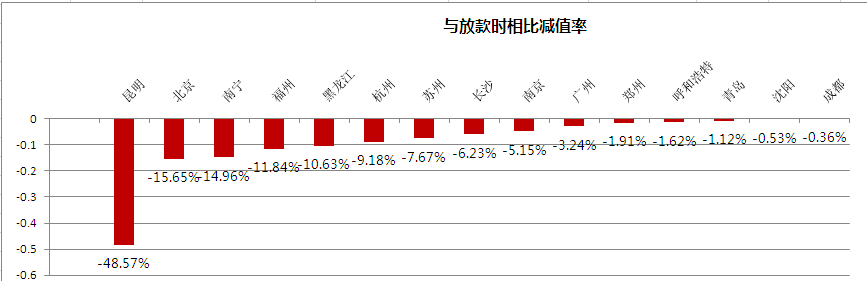 与放款时相比减值率
昆明 北京 南宁 福州 黑龙江 杭州 苏州 长沙 南京 广州 郑州 呼和浩特 青岛 沈阳 成都
0
-0.1
-0.2
-0.3
-0.4
-0.5
-0.6
-48.57% -15.65% -14.96% -11.84% -10.63% -9.18% -7.67% -6.23% -5.15% -3.24% -1.91% -1.62% -1.12% -0.53% -0.36%